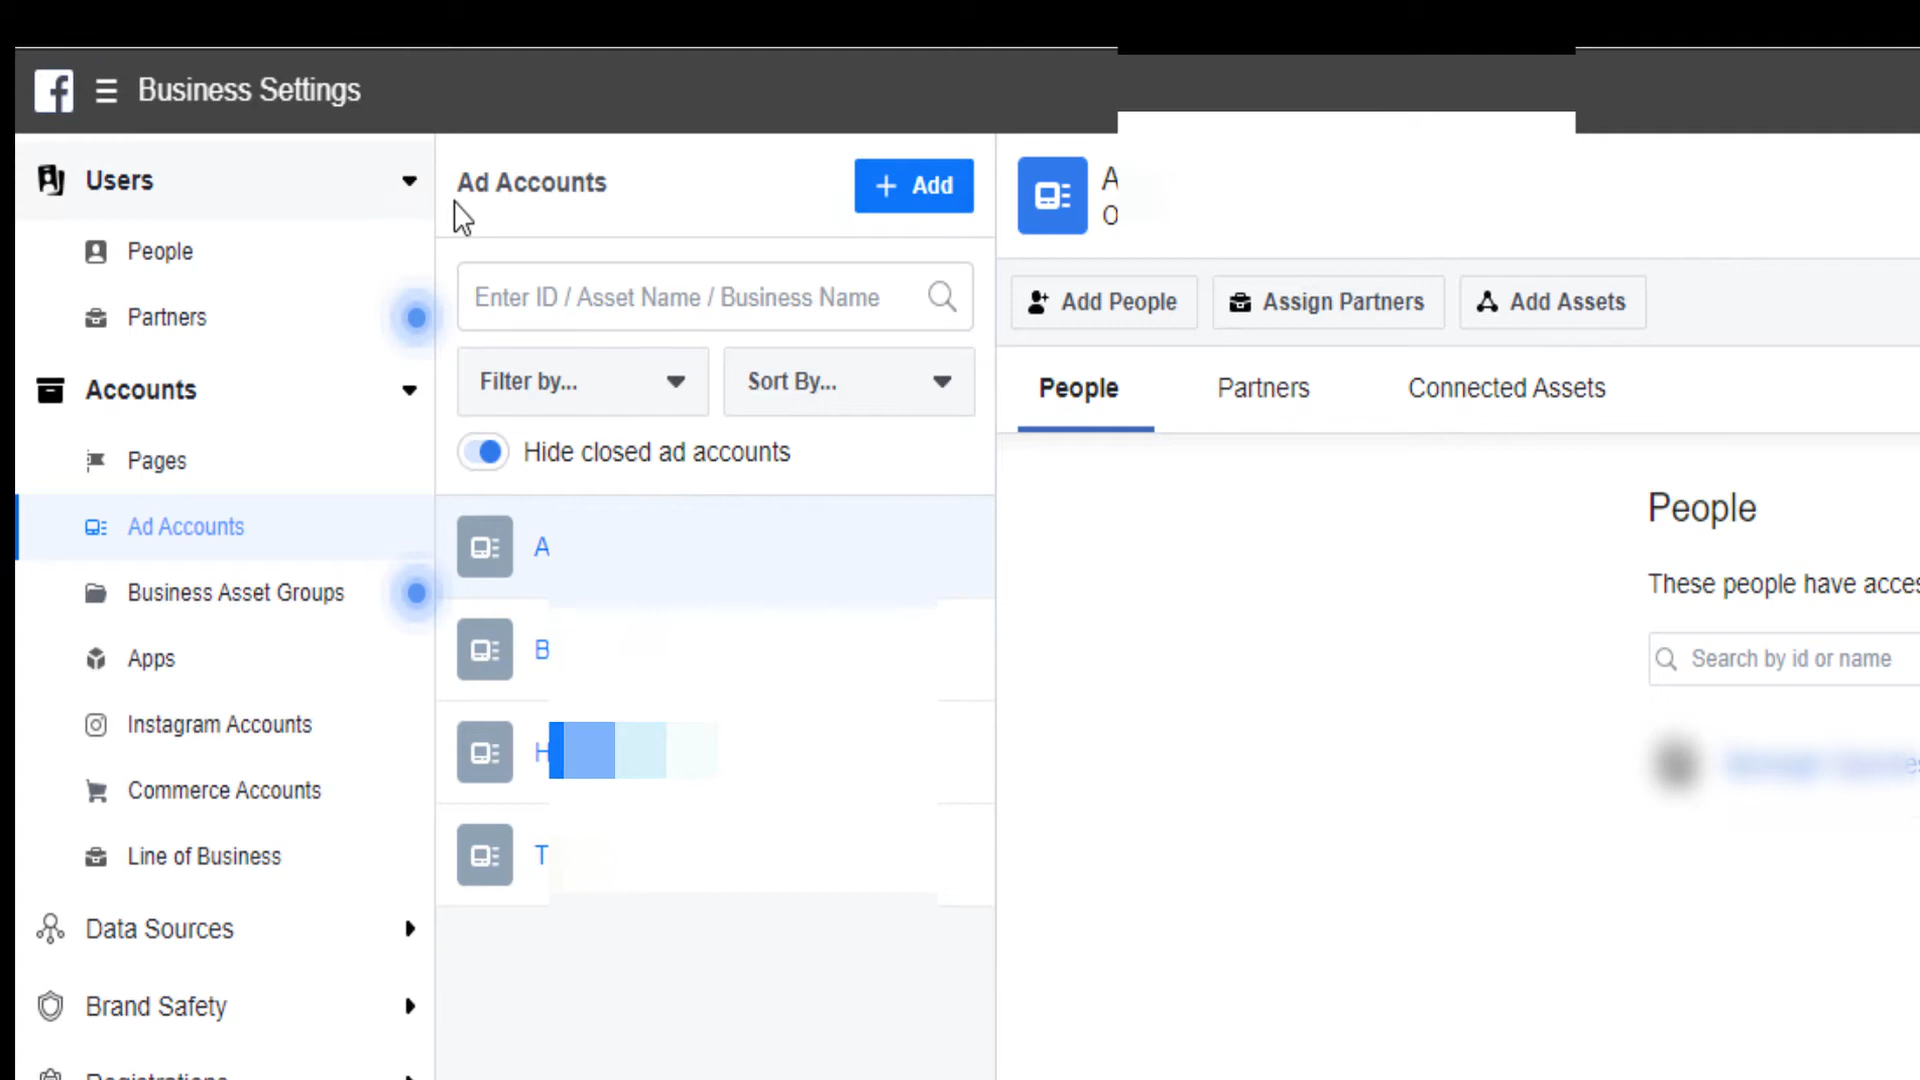 Business Settings
Users
People
Partners
Accounts
Pages
Ad Accounts
Business Asset Groups
Apps
Instagram Accounts
Commerce Accounts
Line of Business
Data Sources
Brand Safety
Registrations
Ad Accounts
+ Add
Enter ID / Asset Name / Business Name
Filter by...
Sort By...
Hide closed ad accounts
A
B
H
T
A
O
Add People
Assign Partners
Add Assets
People
Partners
Connected Assets
People
These people have
Search by id or name